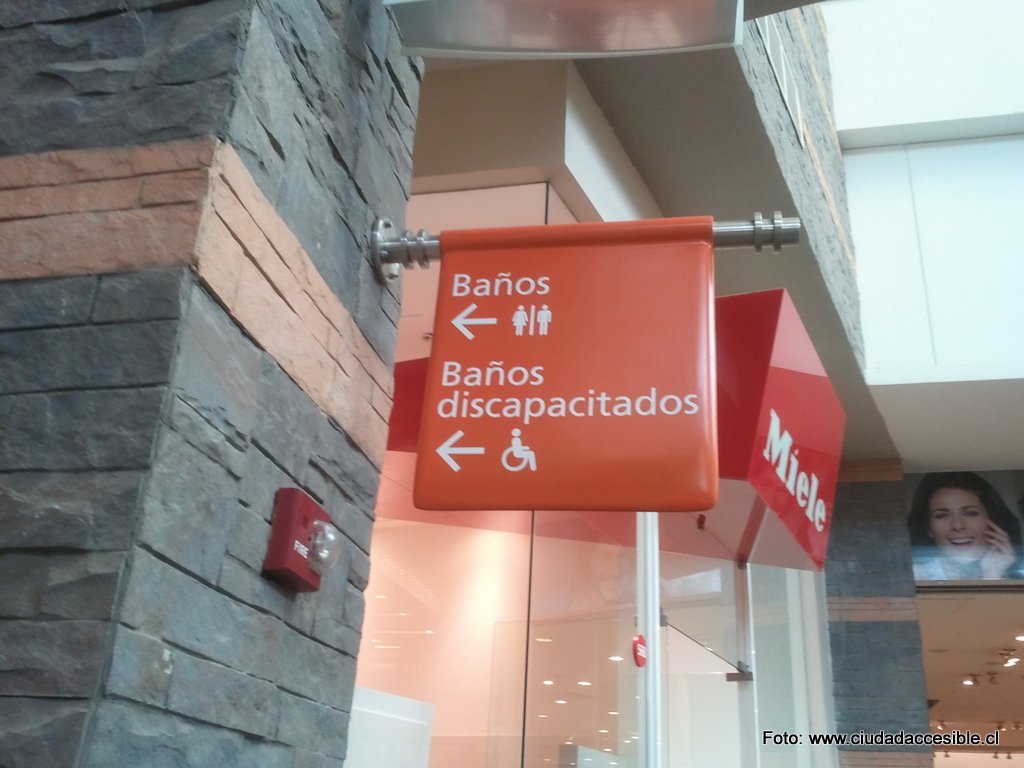 Baños
Baños
discapacitados
Miele
FIRE
Foto: www.ciudadaccesible.cl